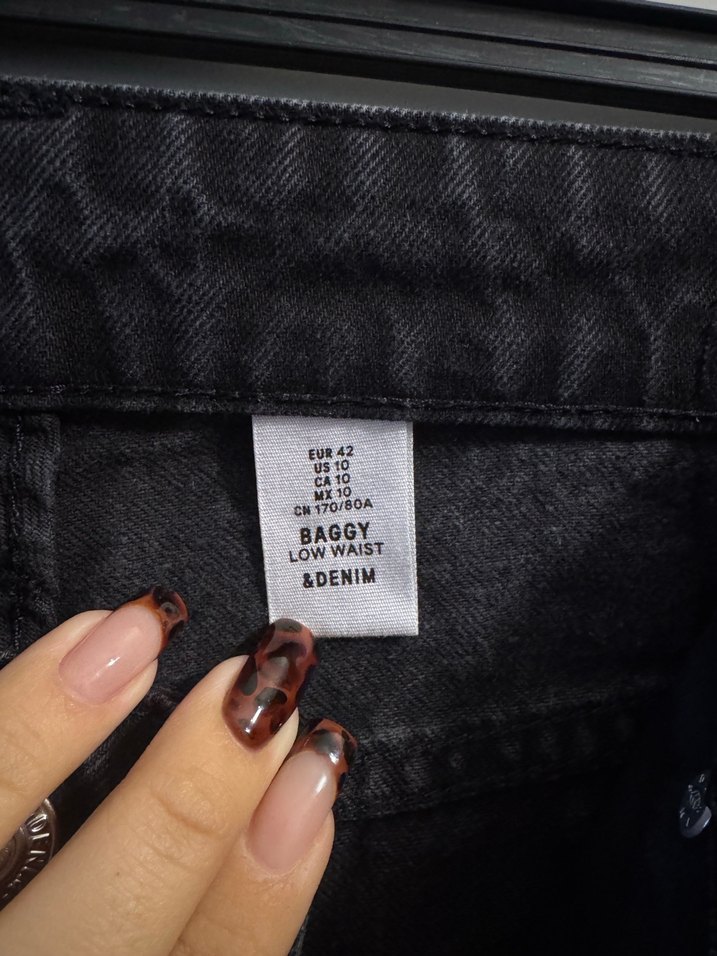 EUR 42
US 10
CA 10
MX 10
CN 170/80A
BAGGY
LOW WAIST
&DENIM